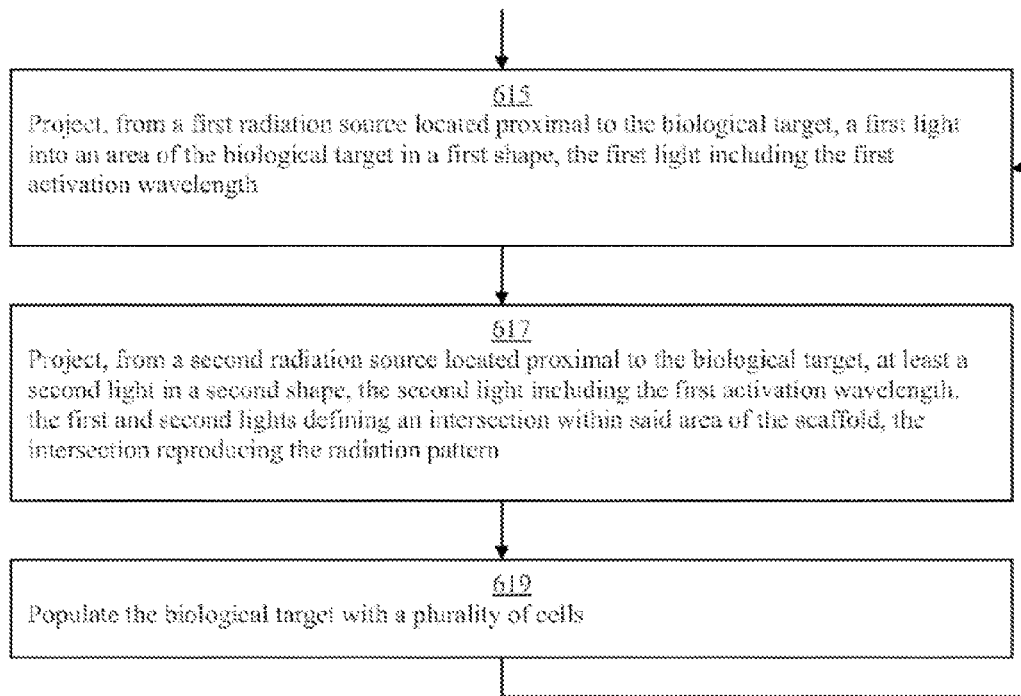 615
Project, from a first radiation source located proximal to the biological target, a first light
into an area of the biological target in a first shape, the first light including the first
activation wavelength
617
Project, from a second radiation source located proximal to the biological target, at least a
second light in a second shape, the second light including the first activation wavelength,
the first and second lights defining an intersection within said area of the scaffold, the
intersection reproducing the radiation pattern
619
Populate the biological target with a plurality of cells